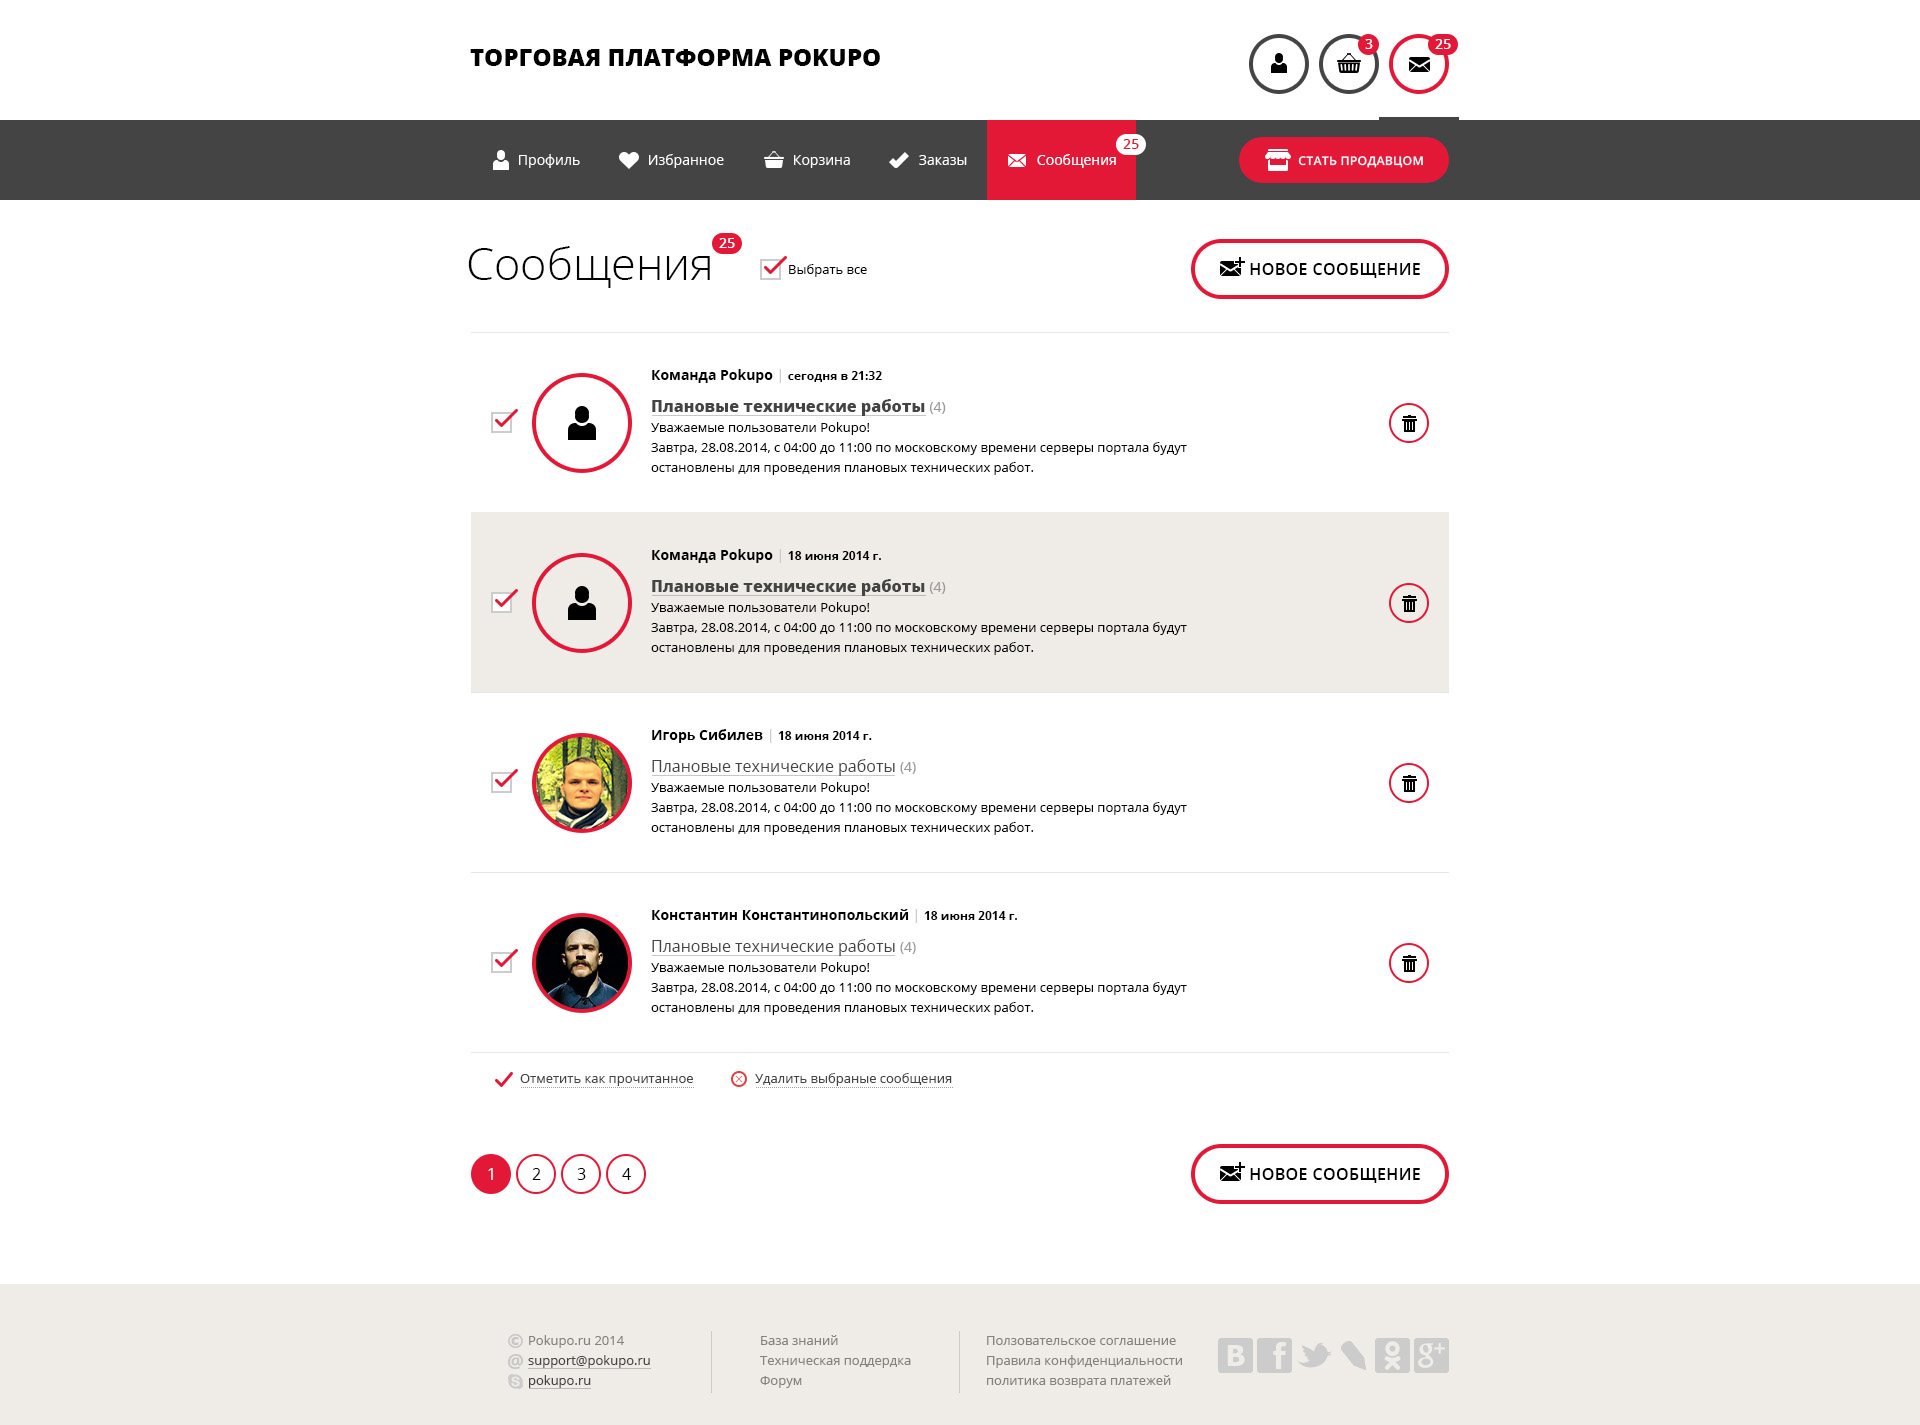 ТОРГОВАЯ ПЛАТФОРМА POKUPO
3
25
Профиль
Избранное
Корзина
Заказы
Сообщения
25
СТАТЬ ПРОДАВЦОМ
Сообщения
25
Выбрать все
НОВОЕ СООБЩЕНИЕ
Команда Pokupo | сегодня в 21:32
Плановые технические работы (4)
Уважаемые пользователи Pokupo!
Завтра, 28.08.2014, с 04:00 до 11:00 по московскому времени серверы портала будут
остановлены для проведения плановых технических работ.
Команда Pokupo | 18 июня 2014 г.
Плановые технические работы (4)
Уважаемые пользователи Pokupo!
Завтра, 28.08.2014, с 04:00 до 11:00 по московскому времени серверы портала будут
остановлены для проведения плановых технических работ.
Игорь Сибилев | 18 июня 2014 г.
Плановые технические работы (4)
Уважаемые пользователи Pokupo!
Завтра, 28.08.2014, с 04:00 до 11:00 по московскому времени серверы портала будут
остановлены для проведения плановых технических работ.
Константин Константинопольский | 18 июня 2014 г.
Плановые технические работы (4)
Уважаемые пользователи Pokupo!
Завтра, 28.08.2014, с 04:00 до 11:00 по московскому времени серверы портала будут
остановлены для проведения плановых технических работ.
Отметить как прочитанное
Удалить выбраные сообщения
1
2
3
4
НОВОЕ СООБЩЕНИЕ
© Pokupo.ru 2014
@ support@pokupo.ru
pokupo.ru
База знаний
Техническая поддердка
Форум
Ползовательское соглашение
Правила конфиденциальности
политика возврата платежей